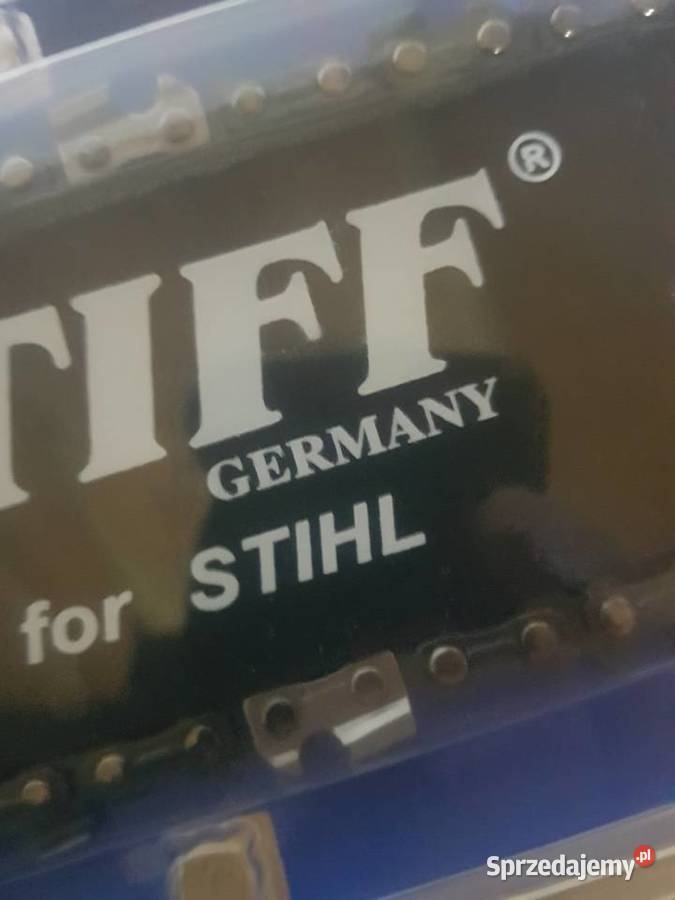 ®
TIFF
GERMANY
for STIHL
Sprzedajemy.pl